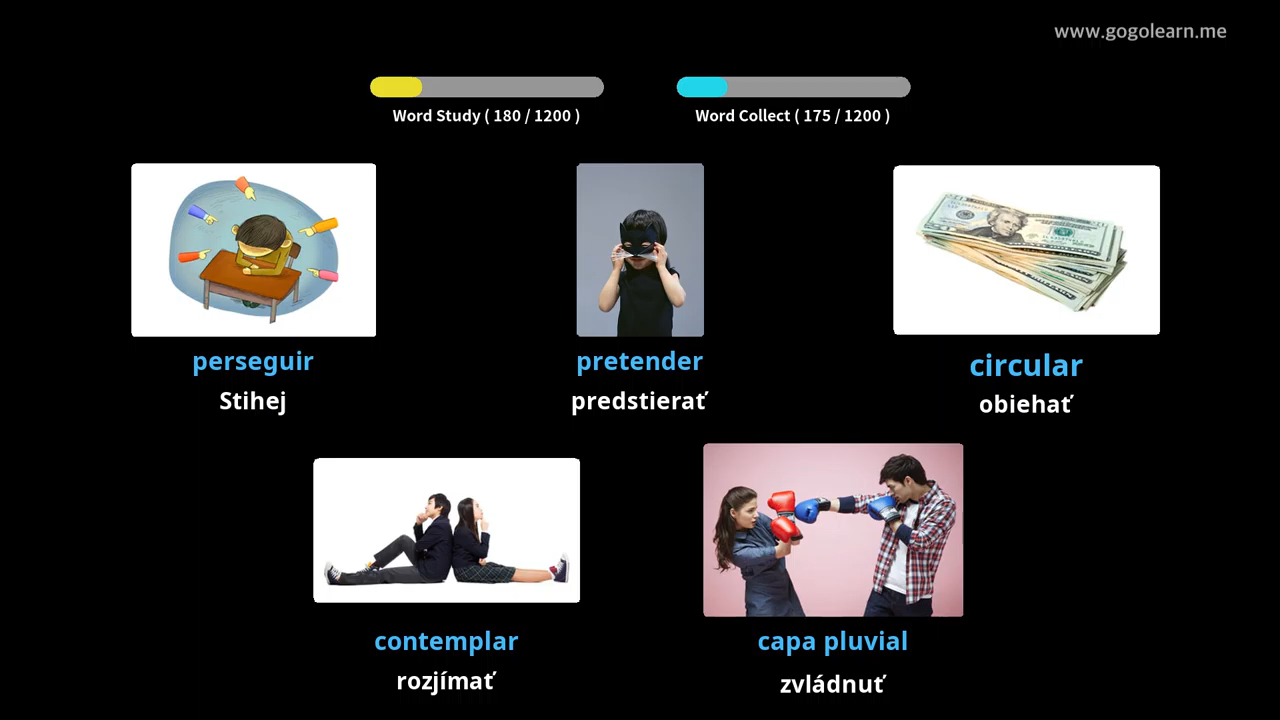 www.gogolearn.me
Word Study ( 180 / 1200 )
Word Collect ( 175 / 1200 )
perseguir
Stihej
pretender
predstierať
circular
obiehať
contemplar
rozjímať
capa pluvial
zvládnuť